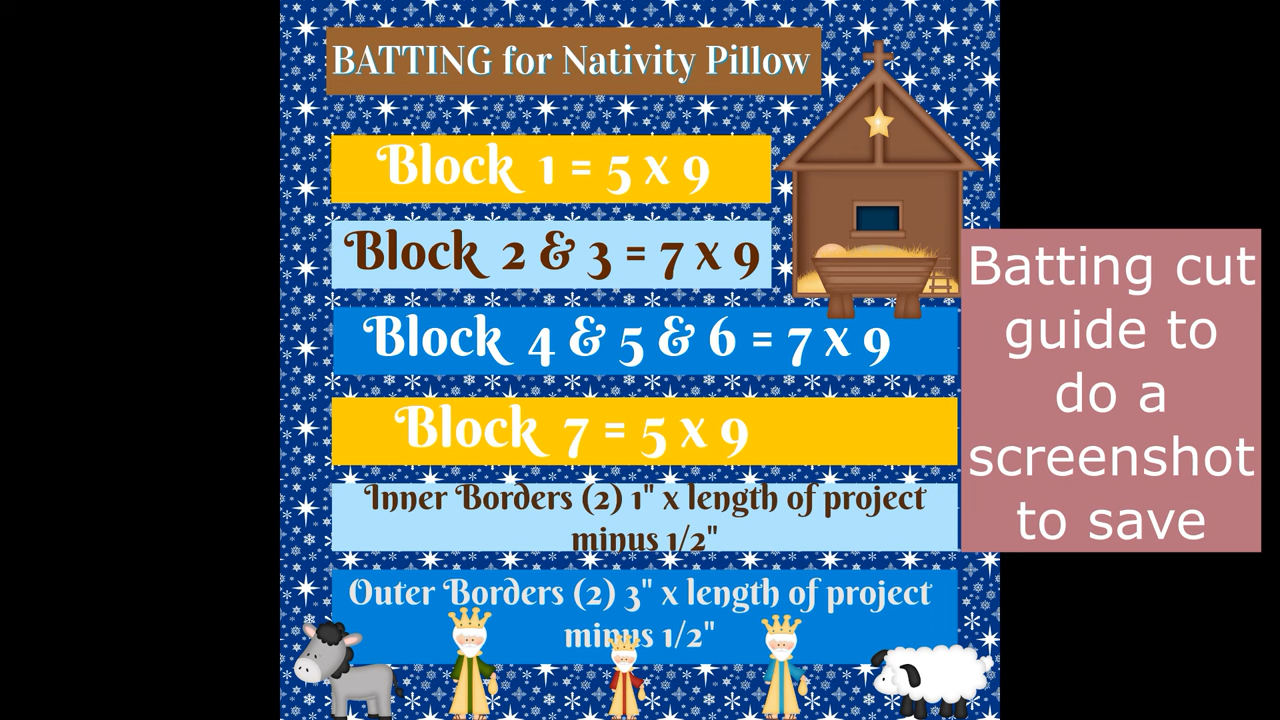 BATTING for Nativity Pillow
Block 1 = 5 x 9
Block 2 & 3 = 7 x 9
Block 4 & 5 & 6 = 7 x 9
Block 7 = 5 x 9
Inner Borders (2) 1" x length of project
minus 1/2"
Outer Borders (2) 3" x length of project
minus 1/2"
Batting cut
guide to
do a
screenshot
to save